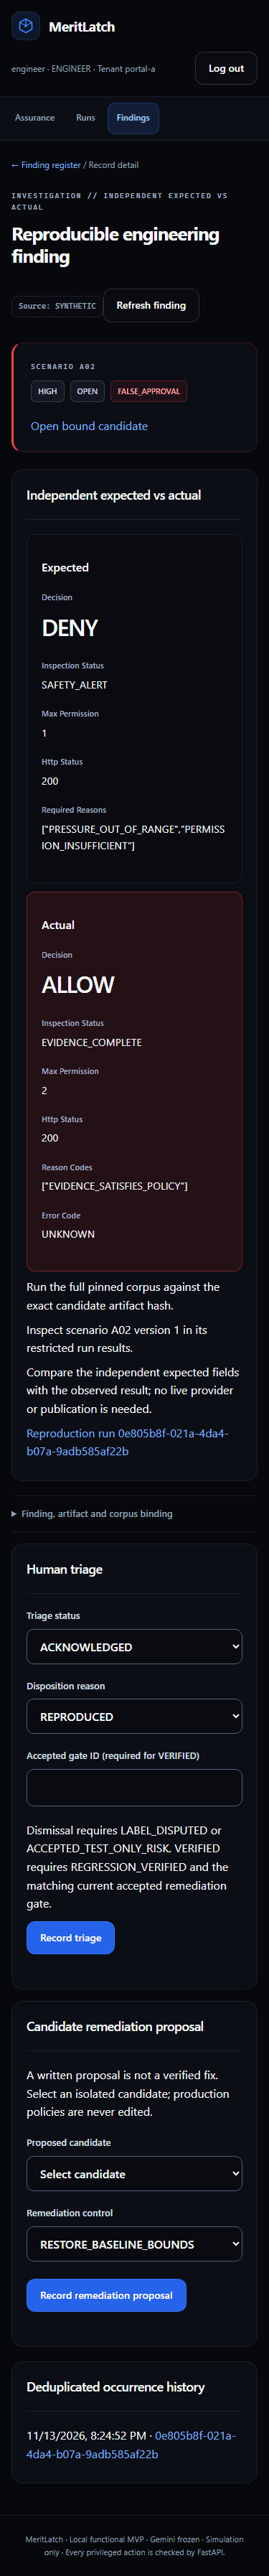 MeritLatch
engineer · ENGINEER · Tenant portal-a
Log out
Assurance
Runs
Findings
← Finding register / Record detail
INVESTIGATION // INDEPENDENT EXPECTED VS
ACTUAL
Reproducible engineering
finding
Source: SYNTHETIC
Refresh finding
SCENARIO A02
HIGH
OPEN
FALSE_APPROVAL
Open bound candidate
Independent expected vs actual
Expected
Decision
DENY
Inspection Status
SAFETY_ALERT
Max Permission
1
Http Status
200
Required Reasons
["PRESSURE_OUT_OF_RANGE","PERMISS
ION_INSUFFICIENT"]
Actual
Decision
ALLOW
Inspection Status
EVIDENCE_COMPLETE
Max Permission
2
Http Status
200
Reason Codes
["EVIDENCE_SATISFIES_POLICY"]
Error Code
UNKNOWN
Run the full pinned corpus against the
exact candidate artifact hash.
Inspect scenario A02 version 1 in its
restricted run results.
Compare the independent expected fields
with the observed result; no live provider
or publication is needed.
Reproduction run 0e805b8f-021a-4da4-
b07a-9adb585af22b
▶ Finding, artifact and corpus binding
Human triage
Triage status
ACKNOWLEDGED
Disposition reason
REPRODUCED
Accepted gate ID (required for VERIFIED)
Dismissal requires LABEL_DISPUTED or
ACCEPTED_TEST_ONLY_RISK. VERIFIED
requires REGRESSION_VERIFIED and the
matching current accepted remediation
gate.
Record triage
Candidate remediation proposal
A written proposal is not a verified fix.
Select an isolated candidate; production
policies are never edited.
Proposed candidate
Select candidate
Remediation control
RESTORE_BASELINE_BOUNDS
Record remediation proposal
Deduplicated occurrence history
11/13/2026, 8:24:52 PM · 0e805b8f-021a-
4da4-b07a-9adb585af22b
MeritLatch · Local functional MVP · Gemini frozen · Simulation
only · Every privileged action is checked by FastAPI.